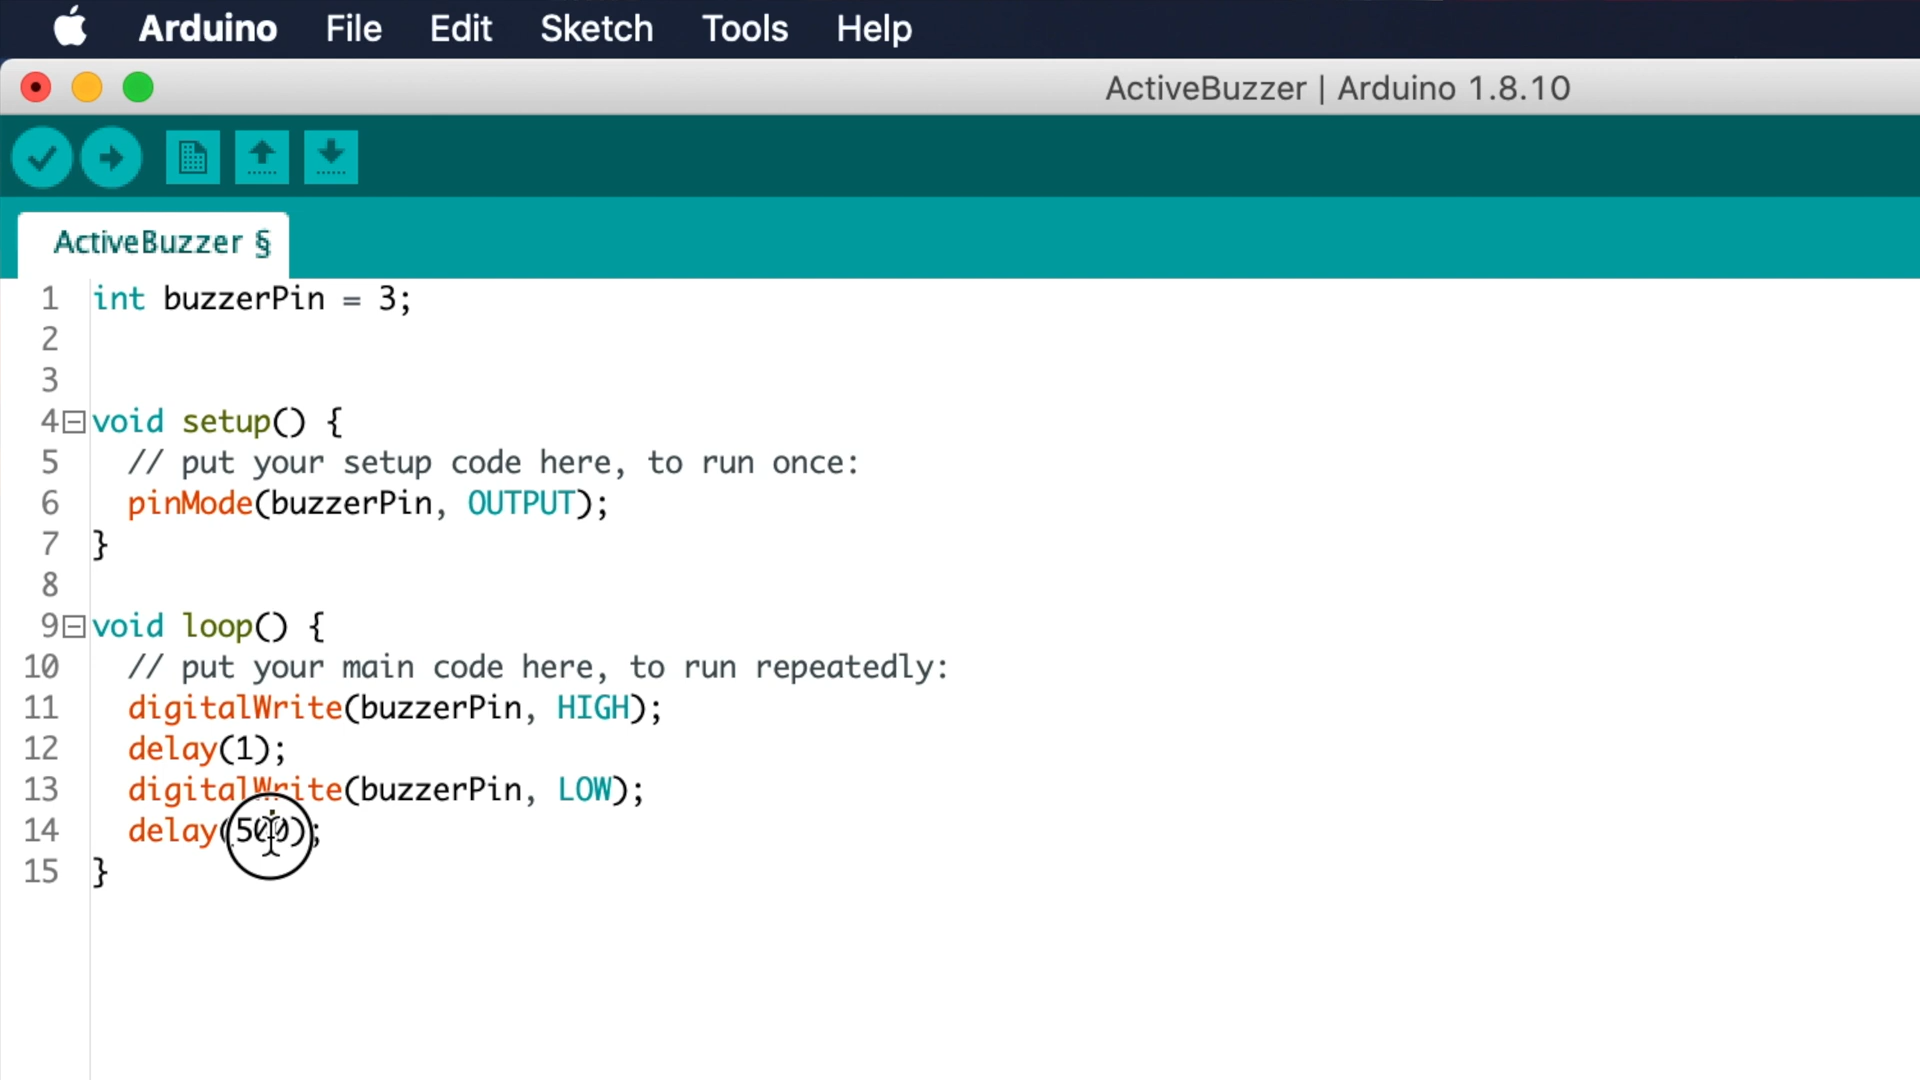 Arduino File Edit Sketch Tools Help
ActiveBuzzer | Arduino 1.8.10
ActiveBuzzer §
1 int buzzerPin = 3;
2
3
4 void setup() {
5 // put your setup code here, to run once:
6 pinMode(buzzerPin, OUTPUT);
7 }
8
9 void loop() {
10 // put your main code here, to run repeatedly:
11 digitalWrite(buzzerPin, HIGH);
12 delay(1);
13 digitalWrite(buzzerPin, LOW);
14 delay(500);
15 }